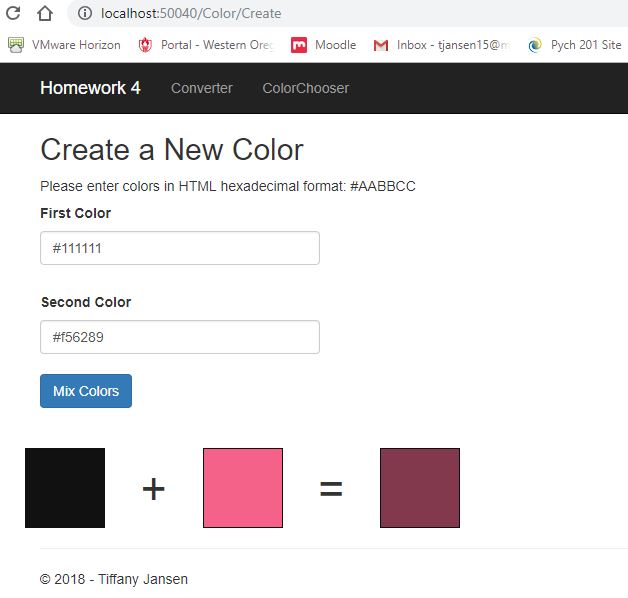 localhost:50040/Color/Create
VMware Horizon Portal - Western Ore Moodle Inbox - tjansen15@ Pych 201 Site
Homework 4 Converter ColorChooser
Create a New Color
Please enter colors in HTML hexadecimal format: #AABBCC
First Color
#111111
Second Color
#f56289
Mix Colors
+ =
© 2018 - Tiffany Jansen